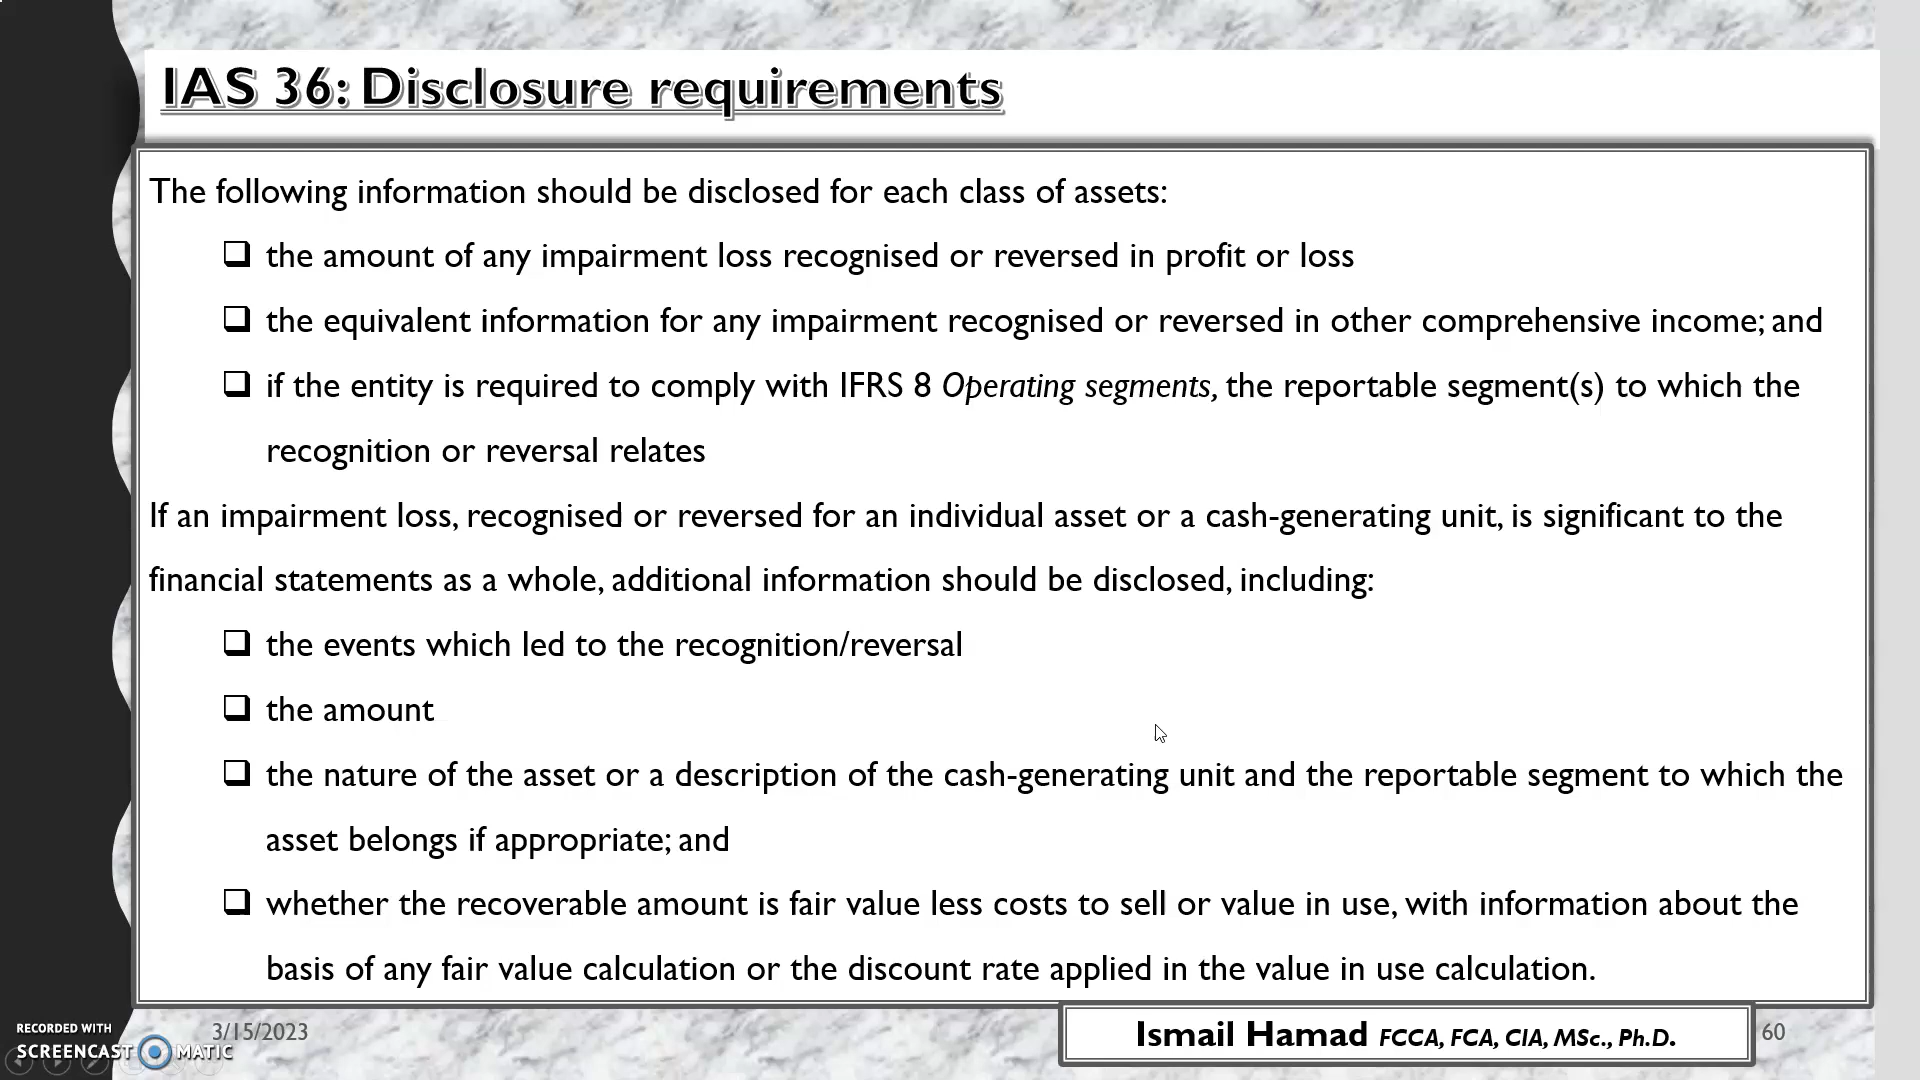 IAS 36: Disclosure requirements
The following information should be disclosed for each class of assets:
❑ the amount of any impairment loss recognised or reversed in profit or loss
❑ the equivalent information for any impairment recognised or reversed in other comprehensive income; and
❑ if the entity is required to comply with IFRS 8 Operating segments, the reportable segment(s) to which the
recognition or reversal relates
If an impairment loss, recognised or reversed for an individual asset or a cash-generating unit, is significant to the
financial statements as a whole, additional information should be disclosed, including:
❑ the events which led to the recognition/reversal
❑ the amount
❑ the nature of the asset or a description of the cash-generating unit and the reportable segment to which the
asset belongs if appropriate; and
❑ whether the recoverable amount is fair value less costs to sell or value in use, with information about the
basis of any fair value calculation or the discount rate applied in the value in use calculation.
3/15/2023
Ismail Hamad FCCA, FCA, CIA, MSc., Ph.D.
60
RECORDED WITH
SCREENCAST MATIC